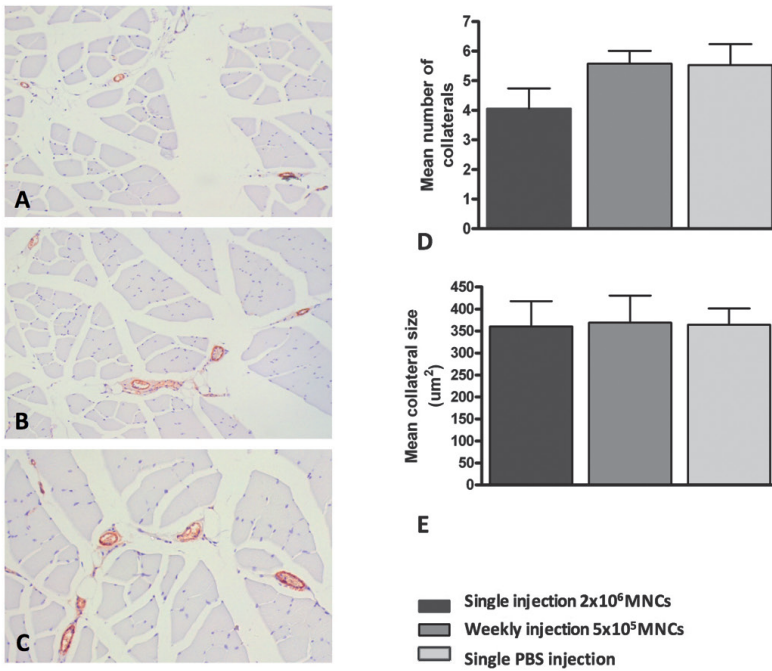 A
B
C
Mean number of
collaterals
7
6
5
4
3
2
1
0
D
Mean collateral size
(um²)
450
400
350
300
250
200
150
100
50
0
E
Single injection 2x10⁶MNCs
Weekly injection 5x10⁵MNCs
Single PBS injection